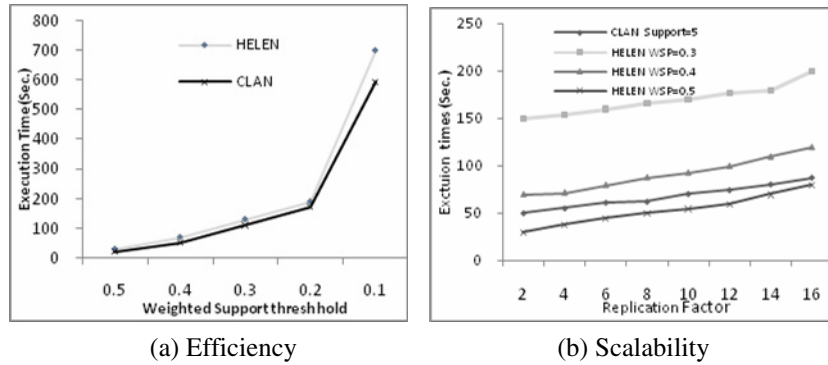 800
700
600
500
400
300
200
100
0
Execution Time(Sec.)
HELEN
CLAN
0.5 0.4 0.3 0.2 0.1
Weighted Support threshhold
(a) Efficiency
250
200
150
100
50
0
Exctuion times (Sec.)
CLAN Support=5
HELEN WSP=0.3
HELEN WSP=0.4
HELEN WSP=0.5
2 4 6 8 10 12 14 16
Replication Factor
(b) Scalability